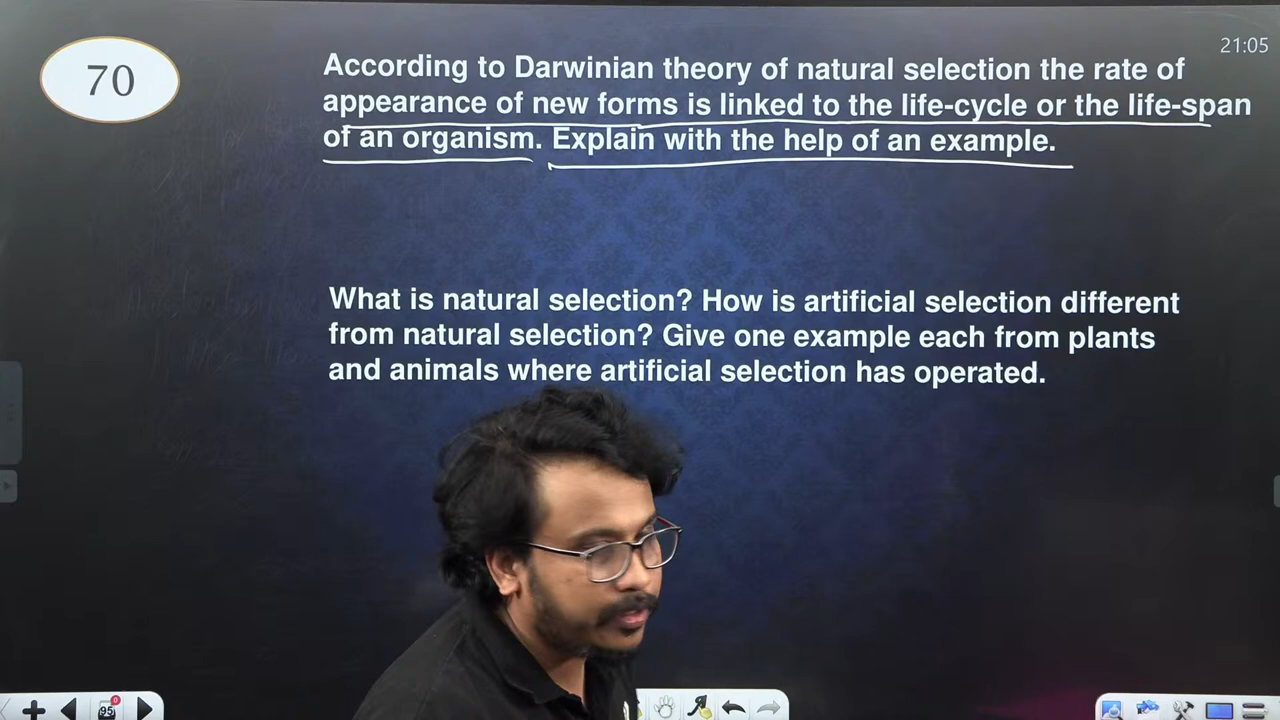 21:05
70
According to Darwinian theory of natural selection the rate of
appearance of new forms is linked to the life-cycle or the life-span
of an organism. Explain with the help of an example.
What is natural selection? How is artificial selection different
from natural selection? Give one example each from plants
and animals where artificial selection has operated.
95
0